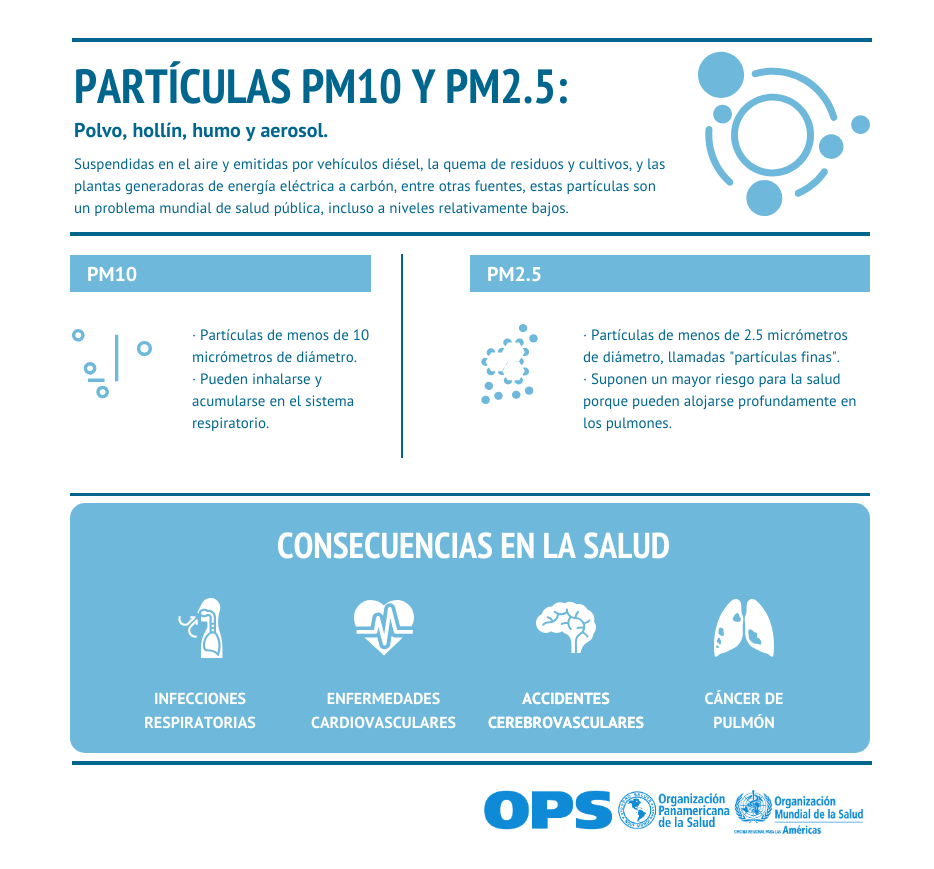 PARTÍCULAS PM10 Y PM2.5:
Polvo, hollín, humo y aerosol.
Suspendidas en el aire y emitidas por vehículos diésel, la quema de residuos y cultivos, y las
plantas generadoras de energía eléctrica a carbón, entre otras fuentes, estas partículas son
un problema mundial de salud pública, incluso a niveles relativamente bajos.
PM10
· Partículas de menos de 10
micrómetros de diámetro.
· Pueden inhalarse y
acumularse en el sistema
respiratorio.
PM2.5
· Partículas de menos de 2.5 micrómetros
de diámetro, llamadas "partículas finas".
· Suponen un mayor riesgo para la salud
porque pueden alojarse profundamente en
los pulmones.
CONSECUENCIAS EN LA SALUD
INFECCIONES
RESPIRATORIAS
ENFERMEDADES
CARDIOVASCULARES
ACCIDENTES
CEREBROVASCULARES
CÁNCER DE
PULMÓN
OPS
Organización
Panamericana
de la Salud
Organización
Mundial de la Salud
OFICINA REGIONAL PARA LAS Américas